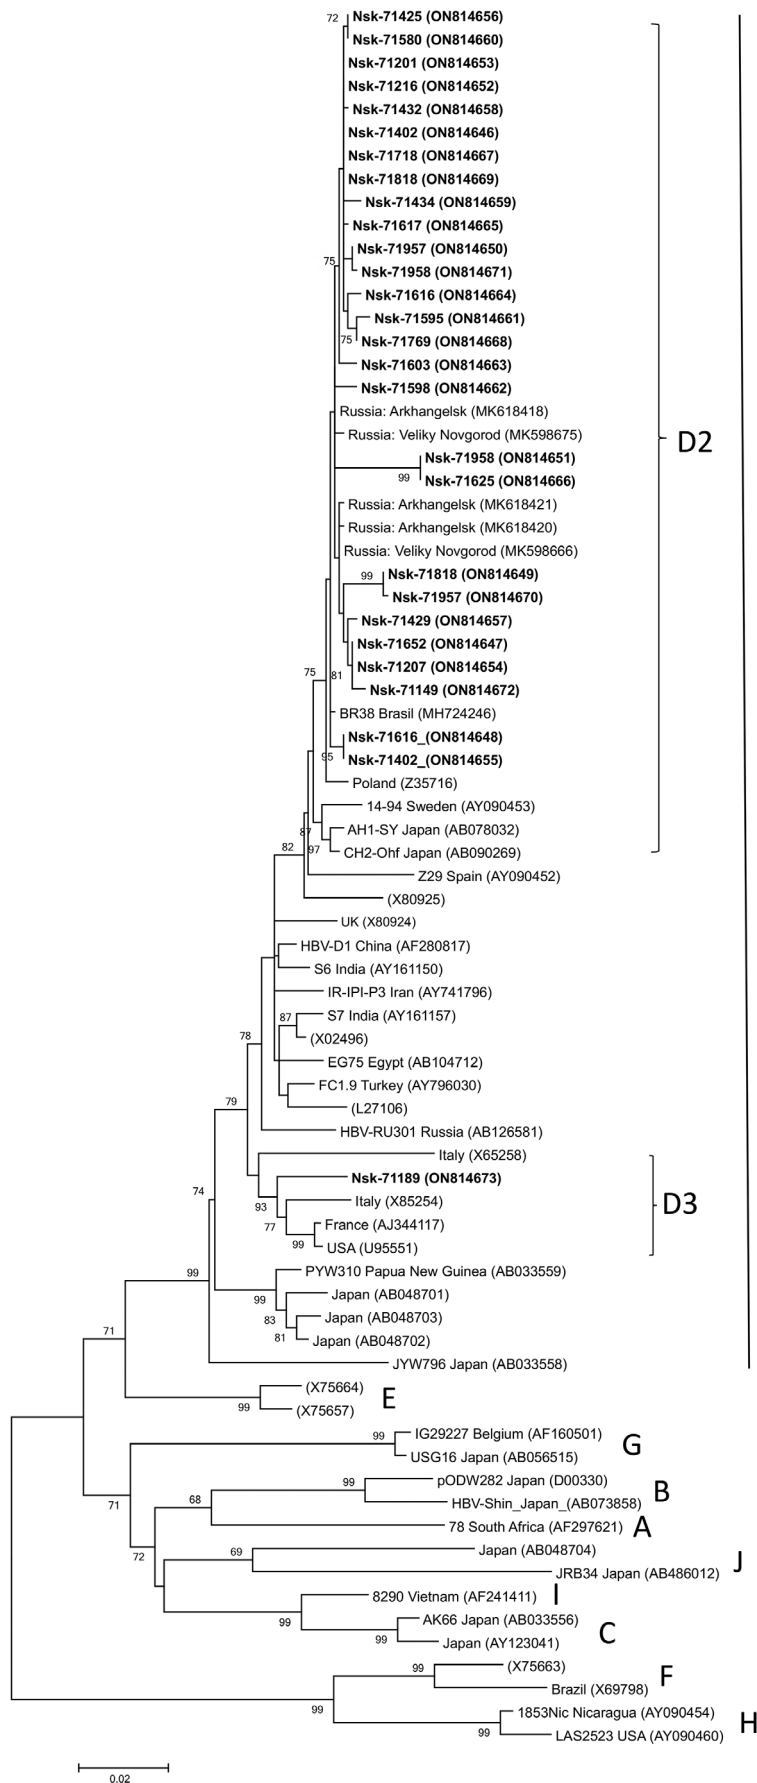 72
Nsk-71425 (ON814656)
Nsk-71580 (ON814660)
Nsk-71201 (ON814653)
Nsk-71216 (ON814652)
Nsk-71432 (ON814658)
Nsk-71402 (ON814646)
Nsk-71718 (ON814667)
Nsk-71818 (ON814669)
Nsk-71434 (ON814659)
Nsk-71617 (ON814665)
Nsk-71957 (ON814650)
75
Nsk-71958 (ON814671)
Nsk-71616 (ON814664)
Nsk-71595 (ON814661)
75
Nsk-71769 (ON814668)
Nsk-71603 (ON814663)
Nsk-71598 (ON814662)
Russia: Arkhangelsk (MK618418)
Russia: Veliky Novgorod (MK598675)
D2
Nsk-71958 (ON814651)
99
Nsk-71625 (ON814666)
Russia: Arkhangelsk (MK618421)
Russia: Arkhangelsk (MK618420)
Russia: Veliky Novgorod (MK598666)
99
Nsk-71818 (ON814649)
Nsk-71957 (ON814670)
Nsk-71429 (ON814657)
Nsk-71652 (ON814647)
Nsk-71207 (ON814654)
75
81
Nsk-71149 (ON814672)
BR38 Brasil (MH724246)
Nsk-71616_(ON814648)
95
Nsk-71402_(ON814655)
Poland (Z35716)
14-94 Sweden (AY090453)
87
AH1-SY Japan (AB078032)
82
97
CH2-Ohf Japan (AB090269)
Z29 Spain (AY090452)
(X80925)
UK (X80924)
HBV-D1 China (AF280817)
S6 India (AY161150)
IR-IPI-P3 Iran (AY741796)
87
S7 India (AY161157)
78
(X02496)
EG75 Egypt (AB104712)
FC1.9 Turkey (AY796030)
79
(L27106)
HBV-RU301 Russia (AB126581)
Italy (X65258)
Nsk-71189 (ON814673)
74
93
Italy (X85254)
D3
77
France (AJ344117)
99
USA (U95551)
99
PYW310 Papua New Guinea (AB033559)
99
Japan (AB048701)
83
Japan (AB048703)
71
81
Japan (AB048702)
JYW796 Japan (AB033558)
(X75664)
E
99
(X75657)
99
IG29227 Belgium (AF160501)
G
USG16 Japan (AB056515)
99
pODW282 Japan (D00330)
B
71
68
HBV-Shin_Japan_(AB073858)
78 South Africa (AF297621)
A
72
69
Japan (AB048704)
J
JRB34 Japan (AB486012)
8290 Vietnam (AF241411)
I
99
AK66 Japan (AB033556)
C
99
Japan (AY123041)
99
(X75663)
F
Brazil (X69798)
99
1853Nic Nicaragua (AY090454)
H
99
LAS2523 USA (AY090460)
0.02